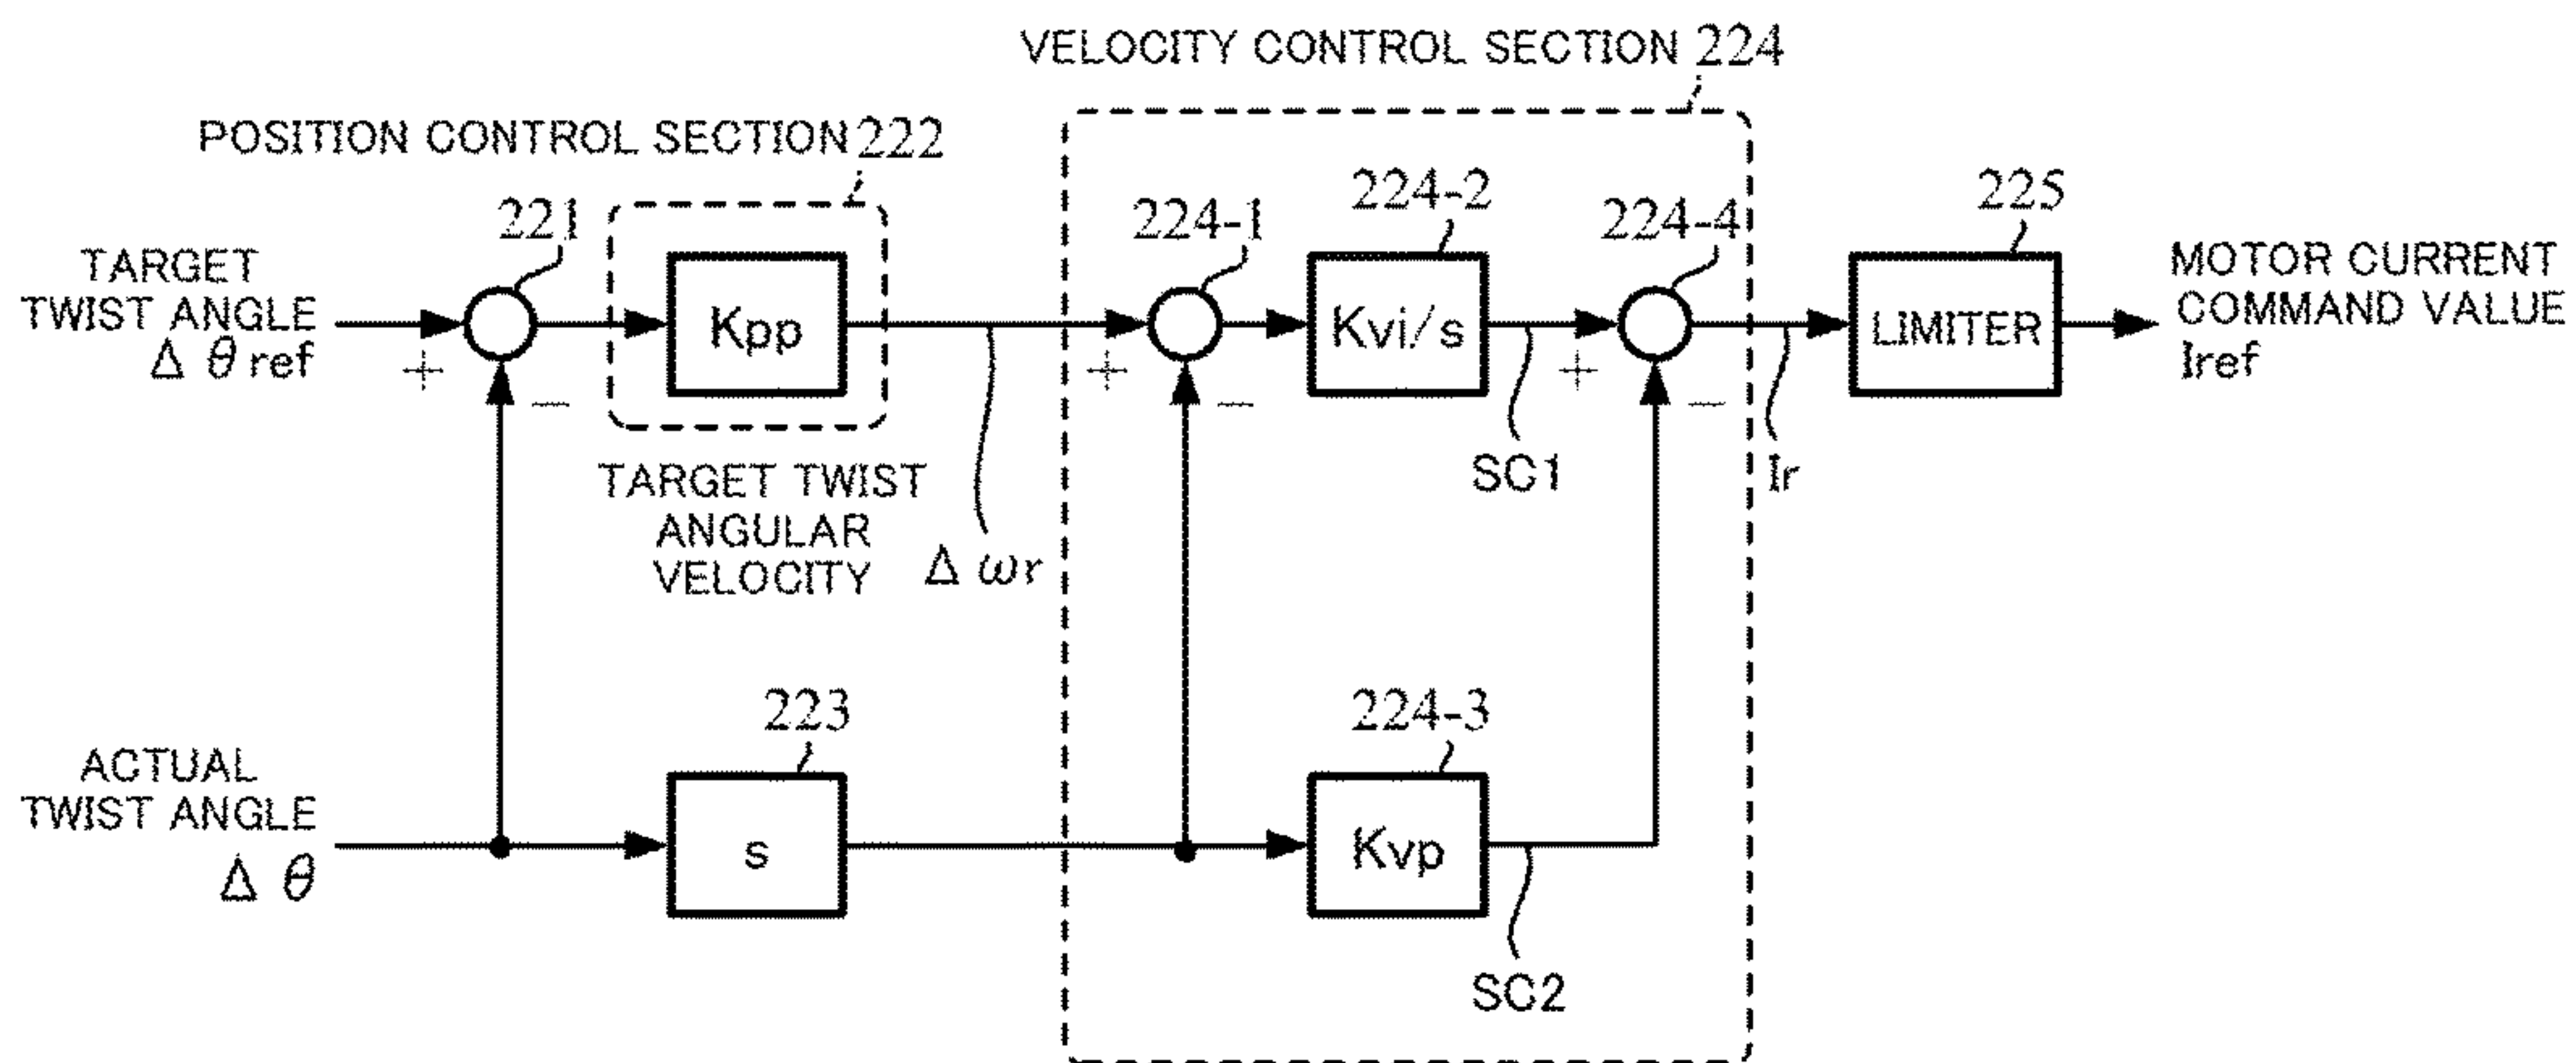 VELOCITY CONTROL SECTION 224
POSITION CONTROL SECTION 222
221
224-1
224-2
224-4
225
TARGET
TWIST ANGLE
Δ θ ref
+
−
Kpp
+
−
Kvi/s
+
−
LIMITER
MOTOR CURRENT
COMMAND VALUE
Iref
TARGET TWIST
ANGULAR
VELOCITY
Δ ωr
SC1
Ir
223
224-3
ACTUAL
TWIST ANGLE
Δ θ
s
Kvp
SC2